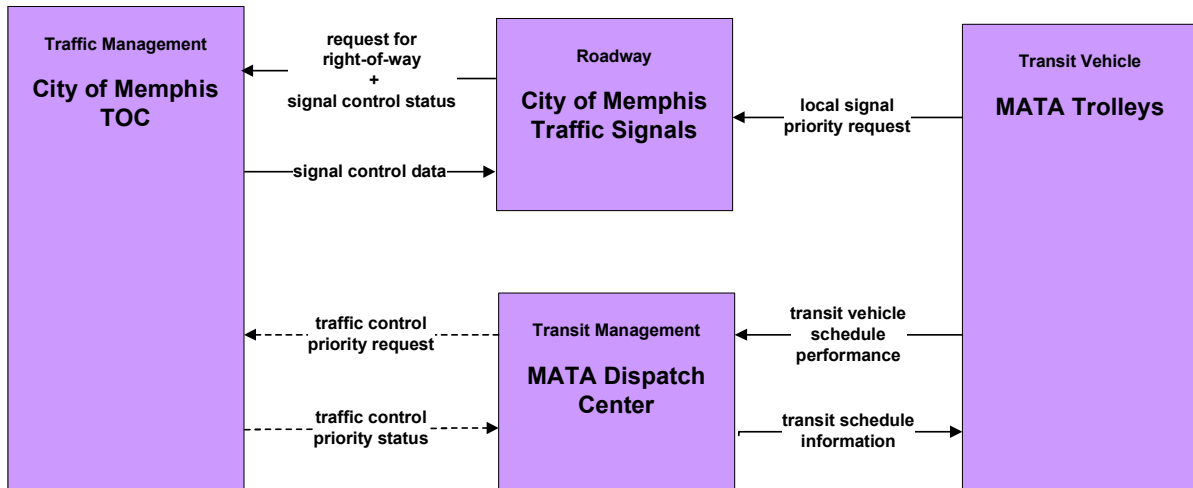 Traffic Management
City of Memphis
TOC
request for
right-of-way
+
signal control status
signal control data
Roadway
City of Memphis
Traffic Signals
local signal
priority request
Transit Vehicle
MATA Trolleys
traffic control
priority request
traffic control
priority status
Transit Management
MATA Dispatch
Center
transit vehicle
schedule
performance
transit schedule
information